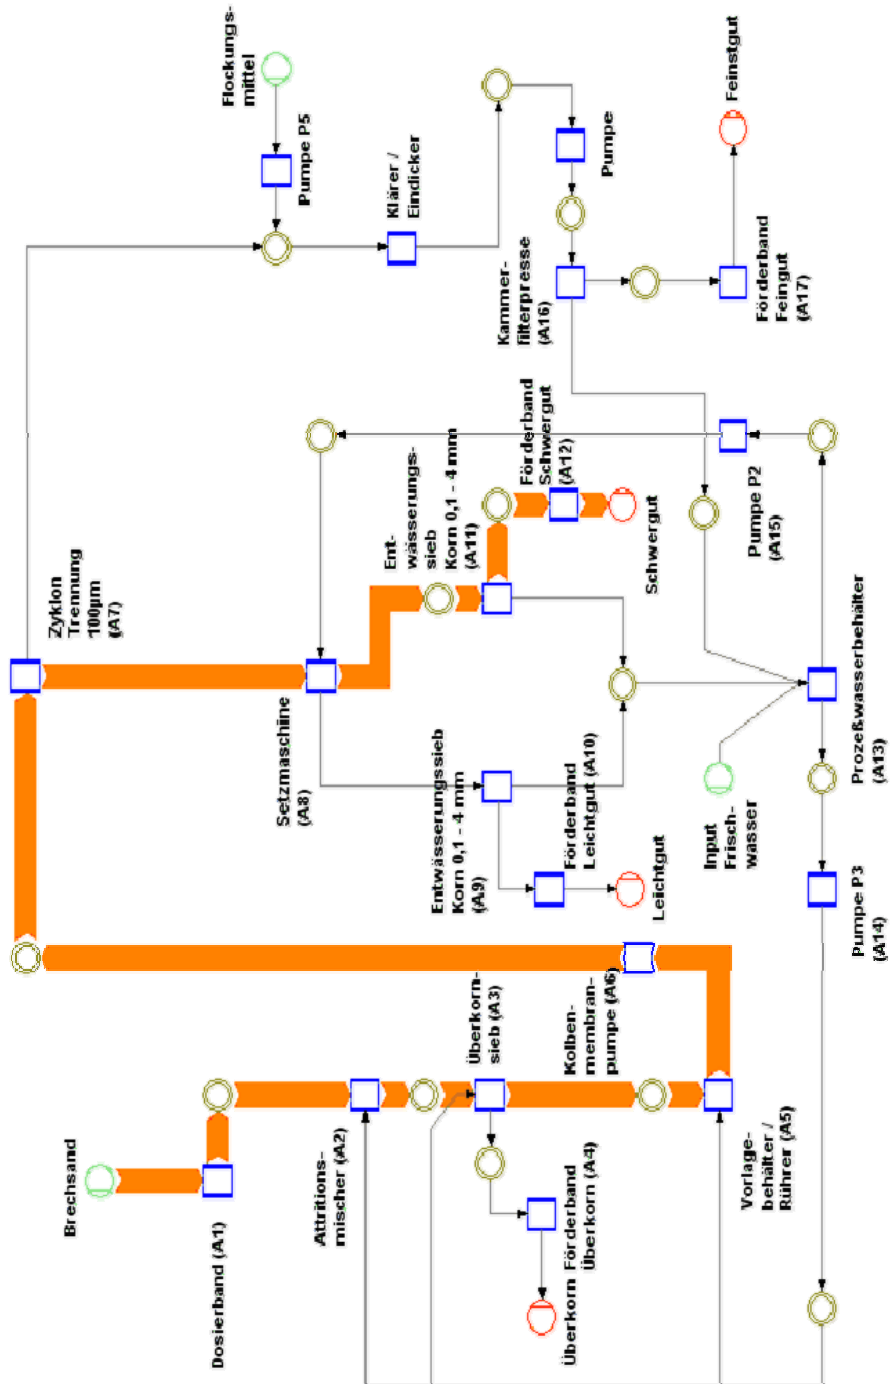 Brechsand
Dosierband (A1)
Attritions-
mischer (A2)
Überkorn-
sieb (A3)
Förderband
Überkorn (A4)
Überkorn
Kolben-
membran-
pumpe (A6)
Vorlage-
behälter /
Rührer (A5)
Zyklon
Trennung
100µm
(A7)
Setzmaschine
(A8)
Entwässerungssieb
Korn 0,1 - 4 mm
(A9)
Förderband
Leichtgut (A10)
Leichtgut
Ent-
wässerungs-
sieb
Korn 0,1 - 4 mm
(A11)
Förderband
Schwergut
(A12)
Schwergut
Input
Frisch-
wasser
Prozeßwasserbehälter
(A13)
Pumpe P3
(A14)
Pumpe P2
(A15)
Flockungs-
mittel
Pumpe P5
Klärer /
Eindicker
Pumpe
Kammer-
filterpresse
(A16)
Förderband
Feingut
(A17)
Feinstgut